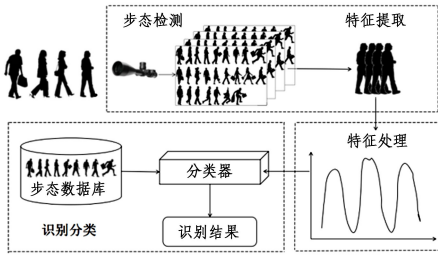 步态检测
特征提取
特征处理
步态数据库
分类器
识别分类
识别结果